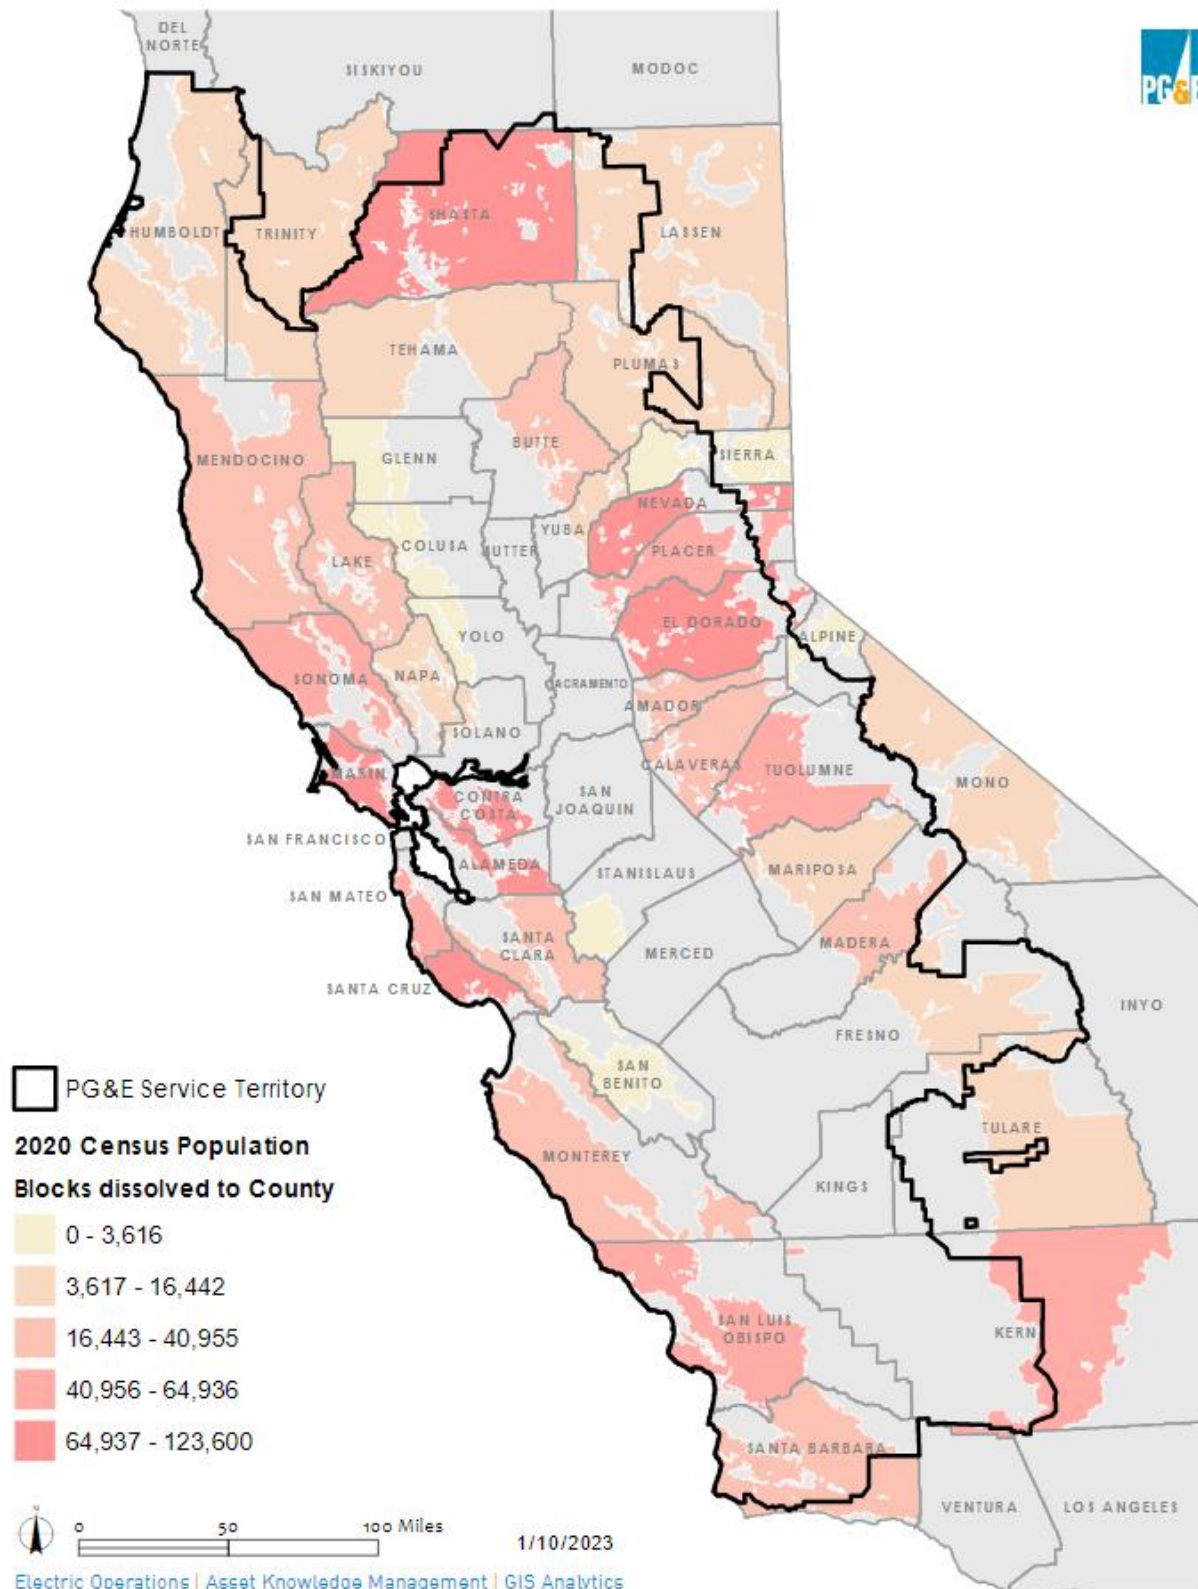 DEL
NORTE
SISKIYOU
MODOC
PG&E
HUMBOLDT
TRINITY
SHASTA
LASSEN
TEHAMA
PLUMAS
MENDOCINO
GLENN
BUTTE
SIERRA
NEVADA
LAKE
COLUSA
SUTTER
YUBA
PLACER
YOLO
EL DORADO
ALPINE
SONOMA
NAPA
SACRAMENTO
AMADOR
SOLANO
MARIN
CALAVERAS
TUOLUMNE
MONO
CONTRA
COSTA
SAN
JOAQUIN
SAN FRANCISCO
ALAMEDA
STANISLAUS
MARIPOSA
SAN MATEO
SANTA
CLARA
MERCED
MADERA
SANTA CRUZ
INYO
FRESNO
SAN
BENITO
TULARE
MONTEREY
KINGS
SAN LUIS
OBISPO
KERN
SANTA BARBARA
VENTURA
LOS ANGELES
PG&E Service Territory
2020 Census Population
Blocks dissolved to County
0 - 3,616
3,617 - 16,442
16,443 - 40,955
40,956 - 64,936
64,937 - 123,600
N
0 50 100 Miles
1/10/2023
Electric Operations | Asset Knowledge Management | GIS Analytics